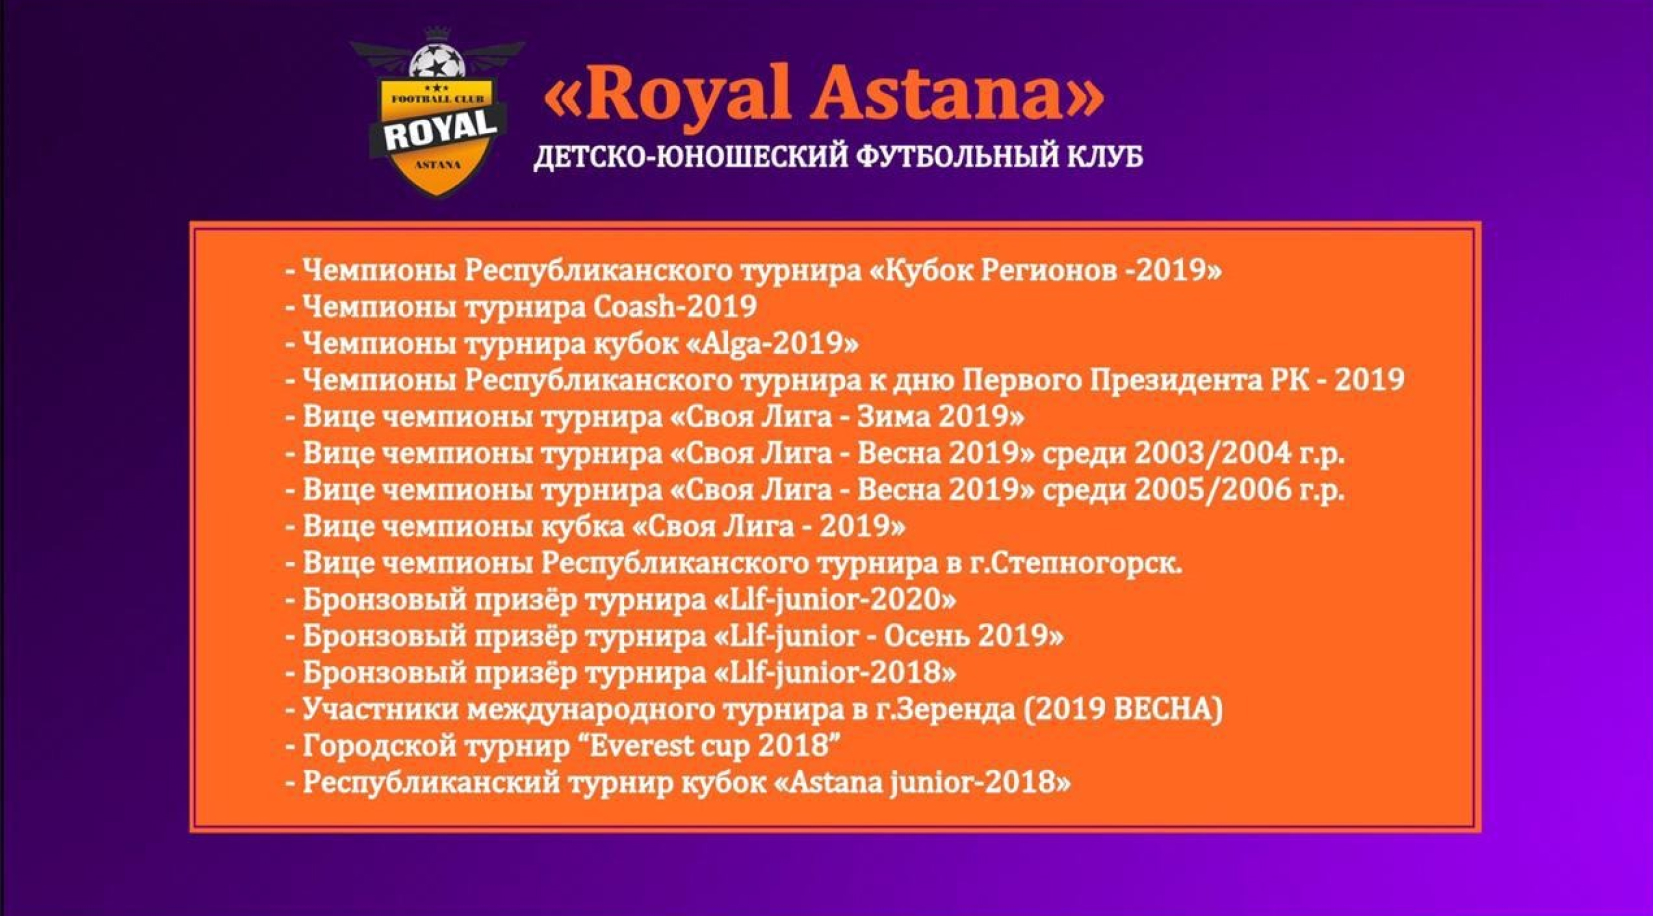 FOOTBALL CLUB
ROYAL
ASTANA
«Royal Astana»
ДЕТСКО-ЮНОШЕСКИЙ ФУТБОЛЬНЫЙ КЛУБ
- Чемпионы Республиканского турнира «Кубок Регионов -2019»
- Чемпионы турнира Coash-2019
- Чемпионы турнира кубок «Alga-2019»
- Чемпионы Республиканского турнира к дню Первого Президента РК - 2019
- Вице чемпионы турнира «Своя Лига - Зима 2019»
- Вице чемпионы турнира «Своя Лига - Весна 2019» среди 2003/2004 г.р.
- Вице чемпионы турнира «Своя Лига - Весна 2019» среди 2005/2006 г.р.
- Вице чемпионы кубка «Своя Лига - 2019»
- Вице чемпионы Республиканского турнира в г.Степногорск.
- Бронзовый призёр турнира «Llf-junior-2020»
- Бронзовый призёр турнира «Llf-junior - Осень 2019»
- Бронзовый призёр турнира «Llf-junior-2018»
- Участники международного турнира в г.Зеренда (2019 ВЕСНА)
- Городской турнир “Everest cup 2018”
- Республиканский турнир кубок «Astana junior-2018»